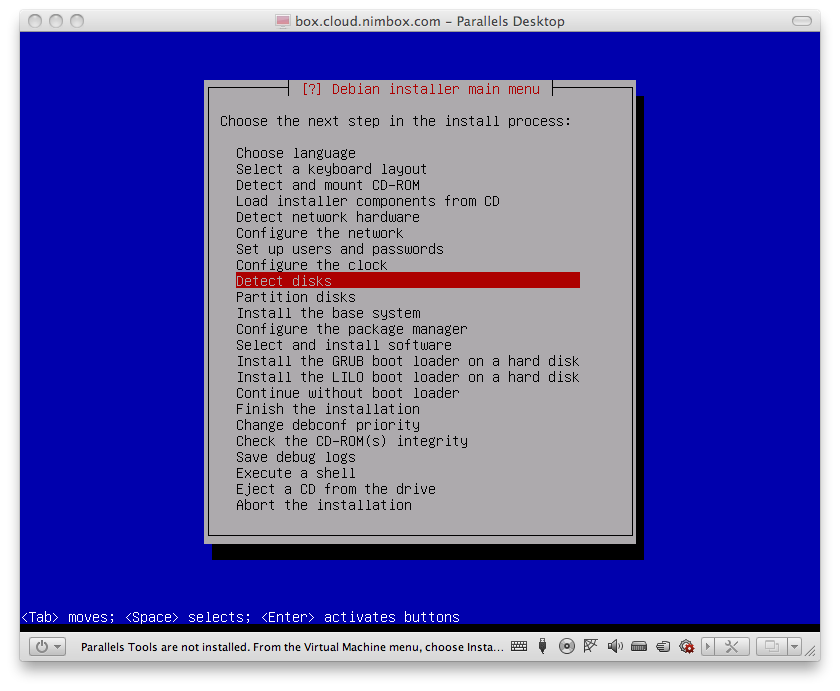 box.cloud.nimbox.com – Parallels Desktop
[?] Debian installer main menu
Choose the next step in the install process:
Choose language
Select a keyboard layout
Detect and mount CD-ROM
Load installer components from CD
Detect network hardware
Configure the network
Set up users and passwords
Configure the clock
Detect disks
Partition disks
Install the base system
Configure the package manager
Select and install software
Install the GRUB boot loader on a hard disk
Install the LILO boot loader on a hard disk
Continue without boot loader
Finish the installation
Change debconf priority
Check the CD-ROM(s) integrity
Save debug logs
Execute a shell
Eject a CD from the drive
Abort the installation
<Tab> moves; <Space> selects; <Enter> activates buttons
Parallels Tools are not installed. From the Virtual Machine menu, choose Insta...